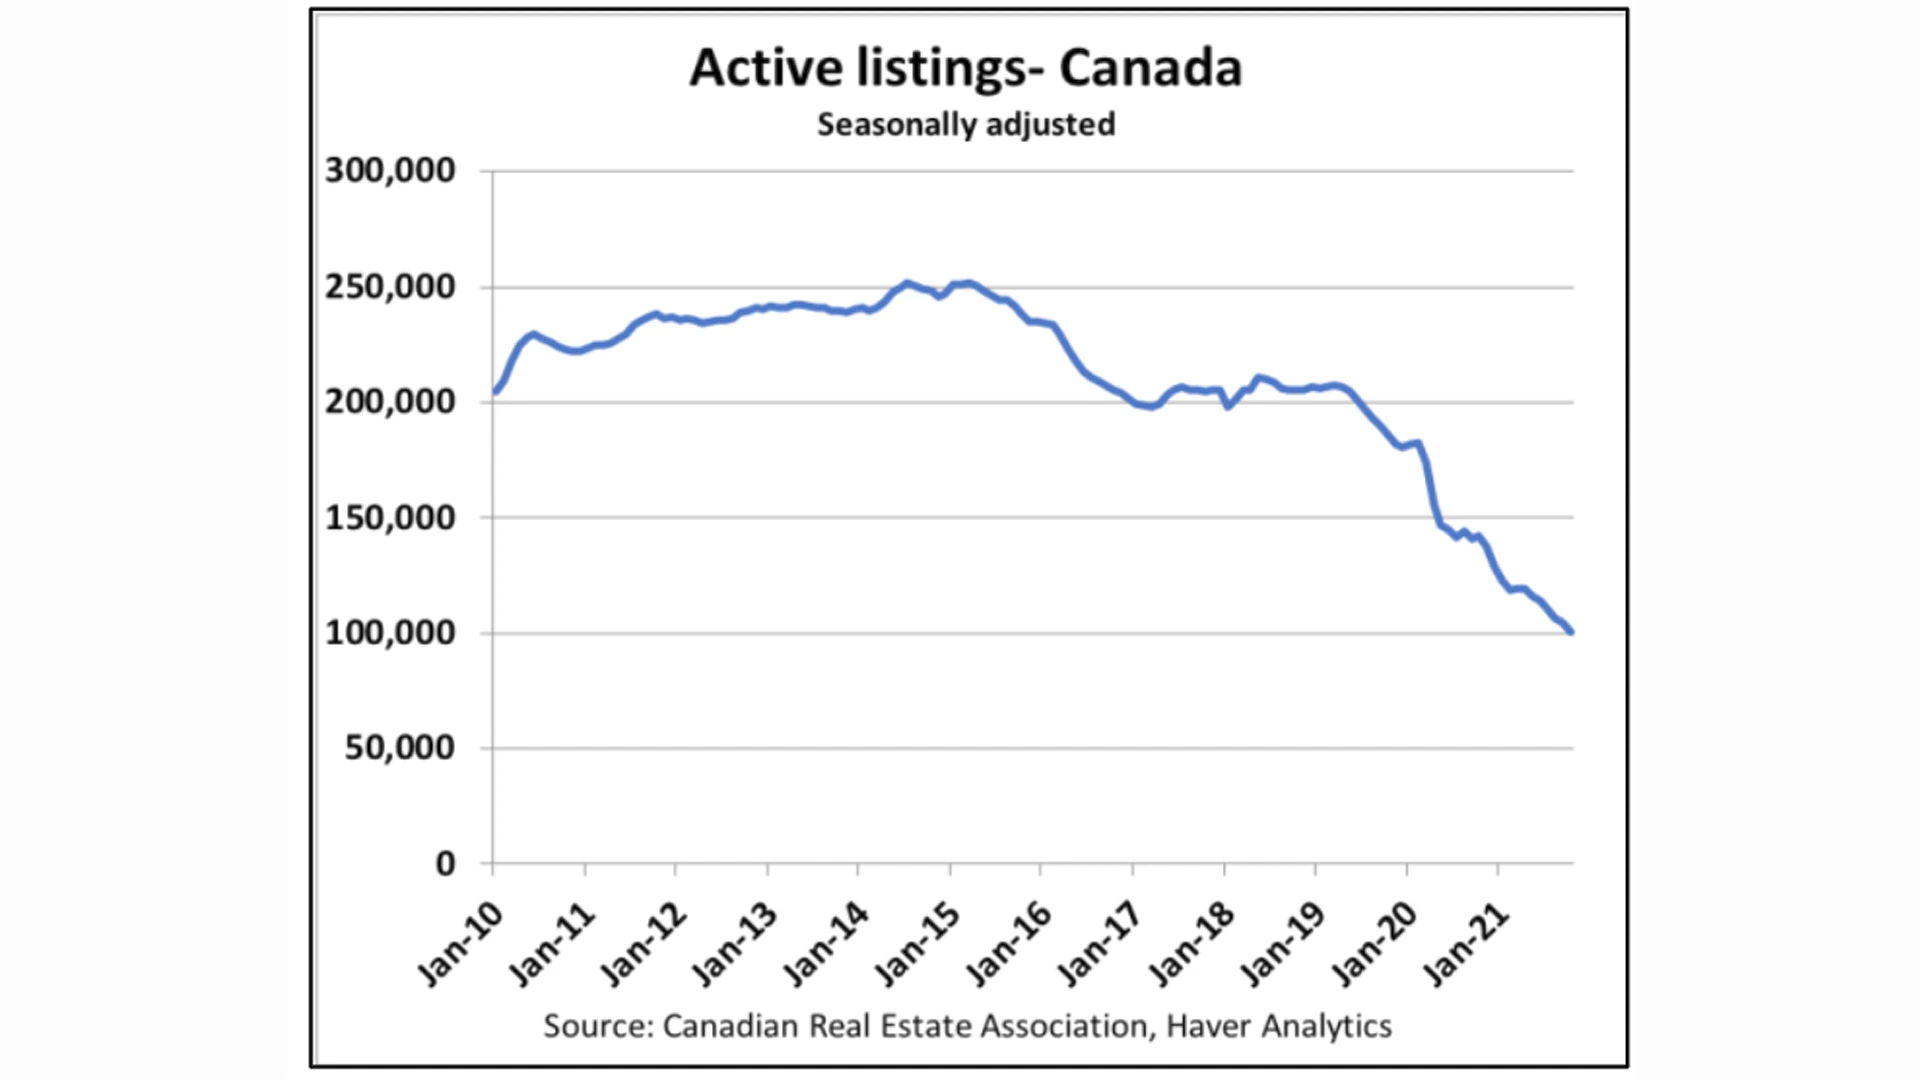 Active listings- Canada
Seasonally adjusted
300,000
250,000
200,000
150,000
100,000
50,000
0
Jan-10
Jan-11
Jan-12
Jan-13
Jan-14
Jan-15
Jan-16
Jan-17
Jan-18
Jan-19
Jan-20
Jan-21
Source: Canadian Real Estate Association, Haver Analytics